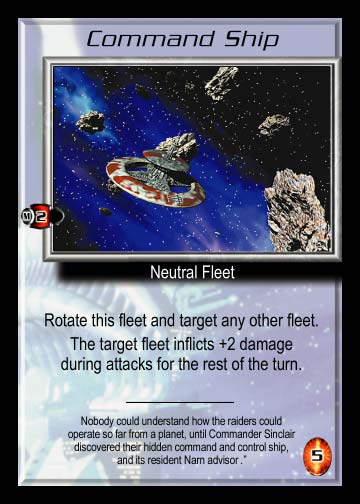 Command Ship
M 2
Neutral Fleet
Rotate this fleet and target any other fleet.
The target fleet inflicts +2 damage
during attacks for the rest of the turn.
Nobody could understand how the raiders could
operate so far from a planet, until Commander Sinclair
discovered their hidden command and control ship,
and its resident Narn advisor."
5